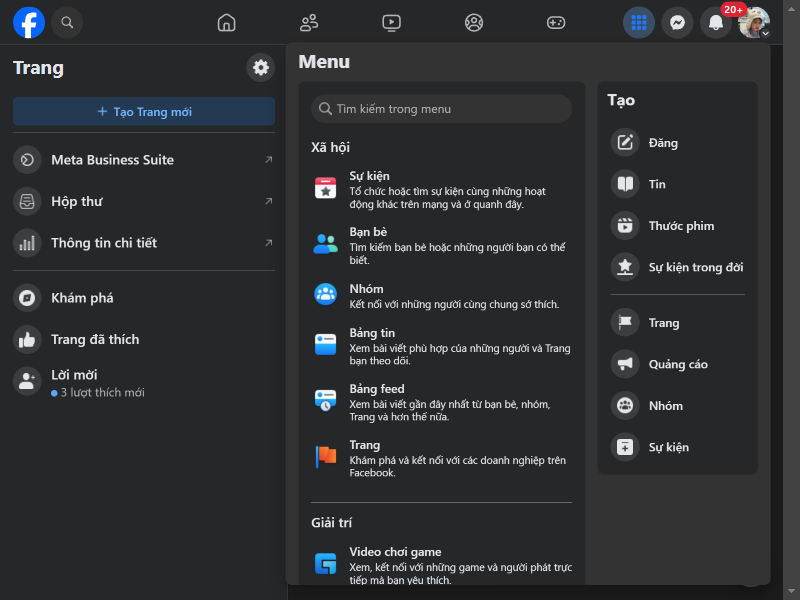 20+
Trang
+ Tạo Trang mới
Meta Business Suite
Hộp thư
Thông tin chi tiết
Khám phá
Trang đã thích
Lời mời
3 lượt thích mới
Menu
Tìm kiếm trong menu
Xã hội
Sự kiện
Tổ chức hoặc tìm sự kiện cùng những hoạt
động khác trên mạng và ở quanh đây.
Bạn bè
Tìm kiếm bạn bè hoặc những người bạn có thể
biết.
Nhóm
Kết nối với những người cùng chung sở thích.
Bảng tin
Xem bài viết phù hợp của những người và Trang
bạn theo dõi.
Bảng feed
Xem bài viết gần đây nhất từ bạn bè, nhóm,
Trang và hơn thế nữa.
Trang
Khám phá và kết nối với các doanh nghiệp trên
Facebook.
Giải trí
Video chơi game
Xem, kết nối với những game và người phát trực
tiếp mà bạn yêu thích.
Tạo
Đăng
Tin
Thước phim
Sự kiện trong đời
Trang
Quảng cáo
Nhóm
Sự kiện